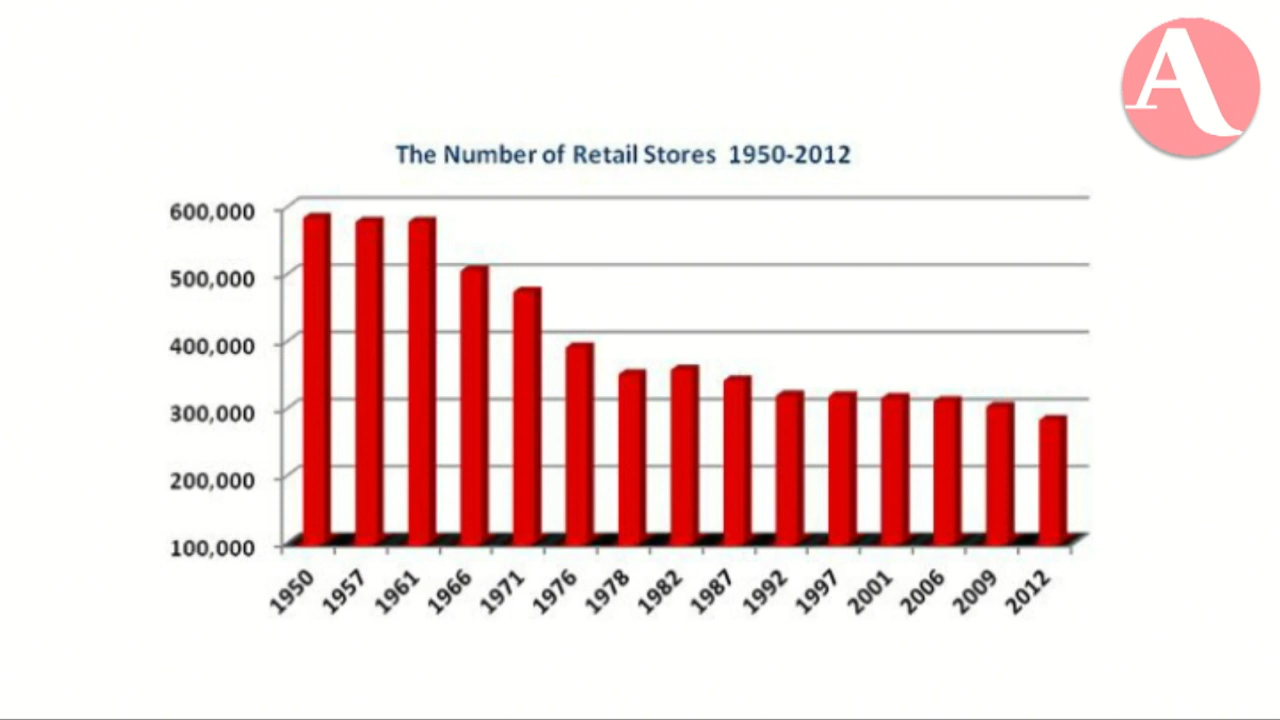 A
The Number of Retail Stores 1950-2012
600,000
500,000
400,000
300,000
200,000
100,000
1950 1957 1961 1966 1971 1976 1978 1982 1987 1992 1997 2001 2006 2009 2012